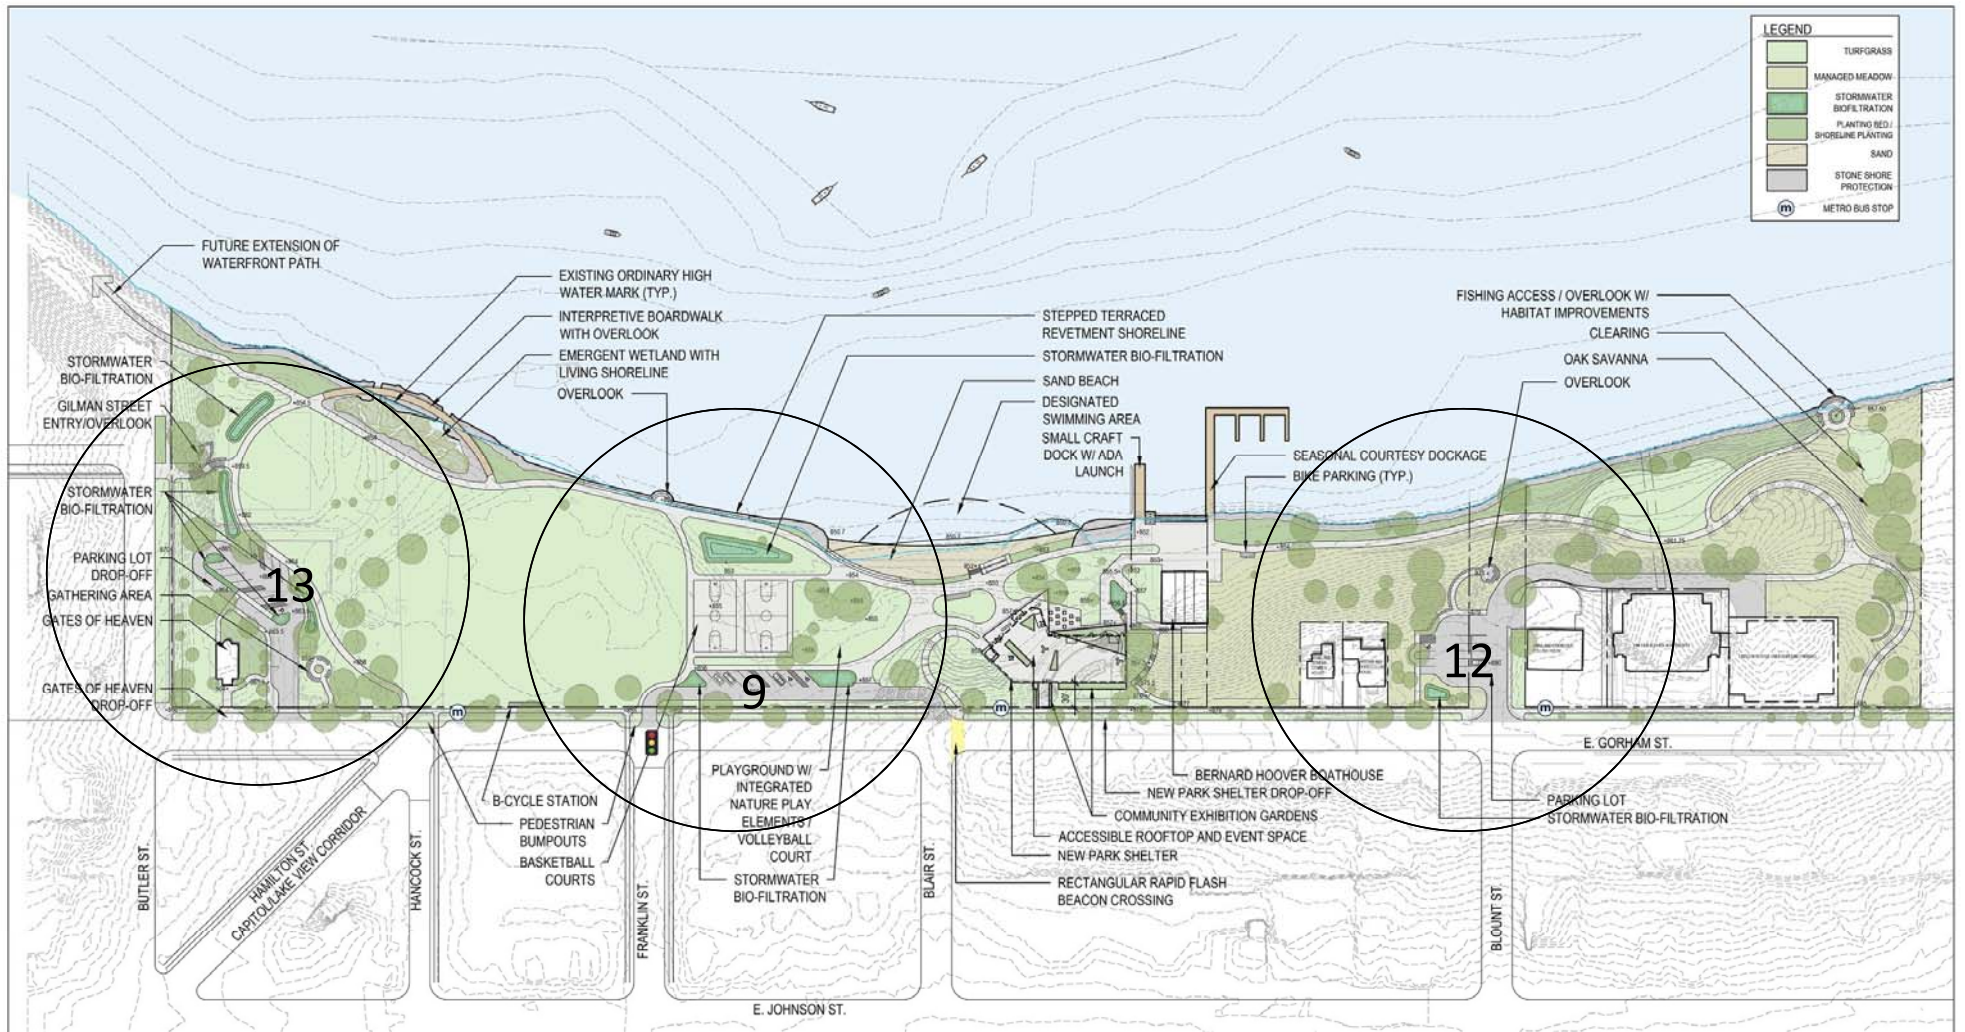 LEGEND
TURFGRASS
MANAGED MEADOW
STORMWATER
BIOFILTRATION
PLANTING BED /
SHORELINE PLANTING
SAND
STONE SHORE
PROTECTION
m
METRO BUS STOP
FUTURE EXTENSION OF
WATERFRONT PATH
EXISTING ORDINARY HIGH
WATER MARK (TYP.)
INTERPRETIVE BOARDWALK
WITH OVERLOOK
EMERGENT WETLAND WITH
LIVING SHORELINE
OVERLOOK
STEPPED TERRACED
REVETMENT SHORELINE
STORMWATER BIO-FILTRATION
SAND BEACH
DESIGNATED
SWIMMING AREA
SMALL CRAFT
DOCK W/ ADA
LAUNCH
SEASONAL COURTESY DOCKAGE
BIKE PARKING (TYP.)
FISHING ACCESS / OVERLOOK W/
HABITAT IMPROVEMENTS
CLEARING
OAK SAVANNA
OVERLOOK
STORMWATER
BIO-FILTRATION
GILMAN STREET
ENTRY/OVERLOOK
STORMWATER
BIO-FILTRATION
PARKING LOT
DROP-OFF
GATHERING AREA
GATES OF HEAVEN
GATES OF HEAVEN
DROP-OFF
13
9
12
m
m
m
E. GORHAM ST.
B-CYCLE STATION
PEDESTRIAN
BUMPOUTS
BASKETBALL
COURTS
PLAYGROUND W/
INTEGRATED
NATURE PLAY
ELEMENTS /
VOLLEYBALL
COURT
STORMWATER
BIO-FILTRATION
BERNARD HOOVER BOATHOUSE
NEW PARK SHELTER DROP-OFF
COMMUNITY EXHIBITION GARDENS
ACCESSIBLE ROOFTOP AND EVENT SPACE
NEW PARK SHELTER
RECTANGULAR RAPID FLASH
BEACON CROSSING
PARKING LOT
STORMWATER BIO-FILTRATION
BUTLER ST.
HAMILTON ST.
CAPITOL/LAKE VIEW CORRIDOR
HANCOCK ST.
FRANKLIN ST.
BLAIR ST.
BLOUNT ST.
E. JOHNSON ST.